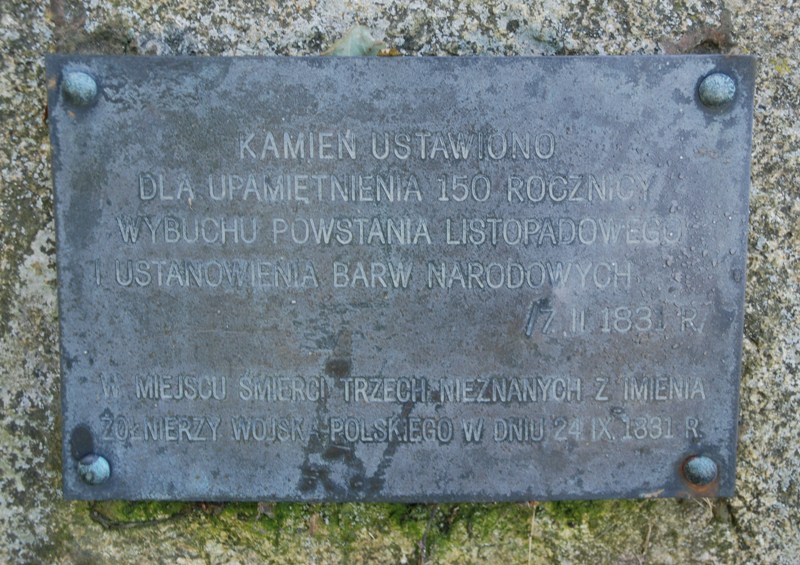 KAMIEŃ USTAWIONO
DLA UPAMIĘTNIENIA 150 ROCZNICY
WYBUCHU POWSTANIA LISTOPADOWEGO
I USTANOWIENIA BARW NARODOWYCH
/7.II.1831 R/
W MIEJSCU ŚMIERCI TRZECH NIEZNANYCH Z IMIENIA
ŻOŁNIERZY WOJSKA POLSKIEGO W DNIU 24.IX.1831 R.